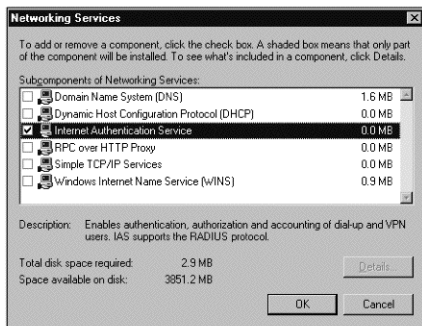 Networking Services
To add or remove a component, click the check box. A shaded box means that only part
of the component will be installed. To see what's included in a component, click Details.
Subcomponents of Networking Services:
Domain Name System (DNS) 1.6 MB
Dynamic Host Configuration Protocol (DHCP) 0.0 MB
Internet Authentication Service 0.0 MB
RPC over HTTP Proxy 0.0 MB
Simple TCP/IP Services 0.0 MB
Windows Internet Name Service (WINS) 0.9 MB
Description: Enables authentication, authorization and accounting of dial-up and VPN
users. IAS supports the RADIUS protocol.
Total disk space required: 2.9 MB
Space available on disk: 3851.2 MB
Details...
OK Cancel